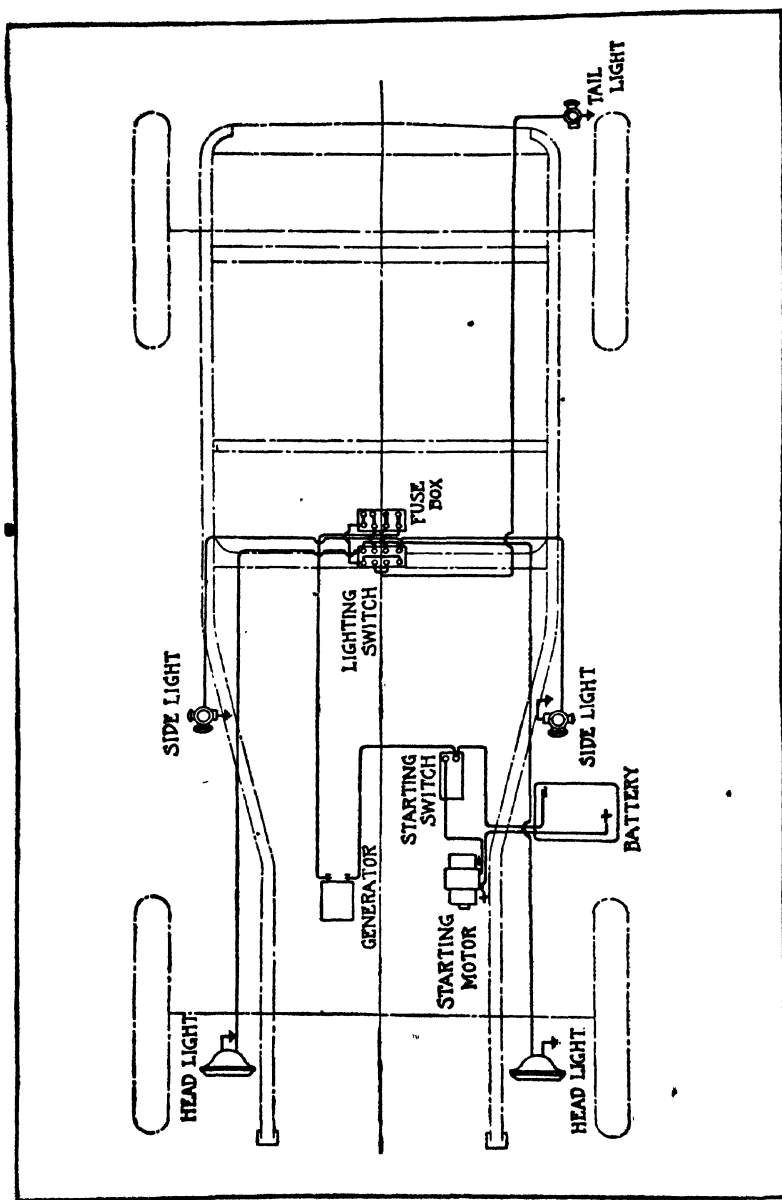 TAIL
LIGHT
FUSE
BOX
LIGHTING
SWITCH
SIDE LIGHT
SIDE LIGHT
STARTING
SWITCH
BATTERY
GENERATOR
STARTING
MOTOR
HEAD LIGHT
HEAD LIGHT